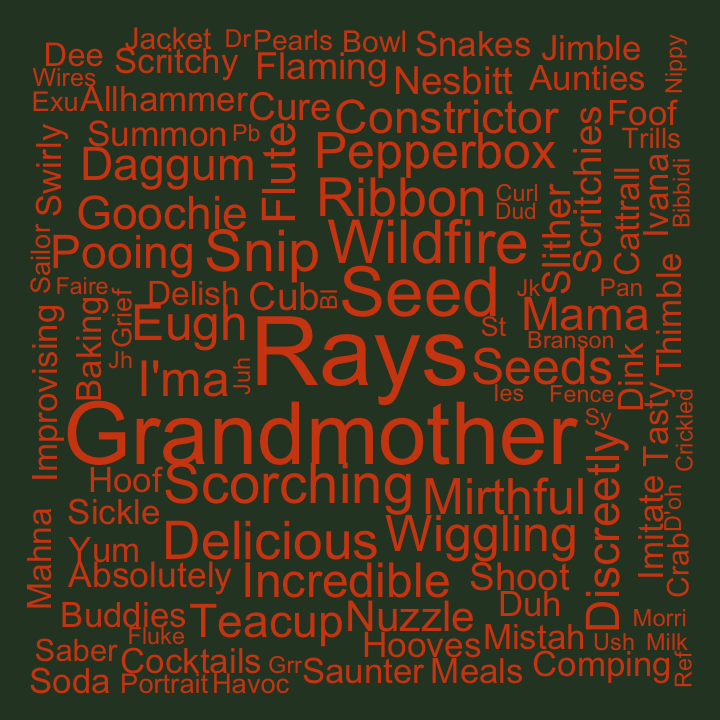 Jacket Dr Pearls Bowl Snakes Jimble
Dee Scritchy Flaming Nesbitt Aunties Nippy
Wires
Exu Allhammer Cure Constrictor Foof
Summon Pb Flute Pepperbox Scritchies Trills
Swirly Daggum Ribbon Curl Slither Cattrall Ivana Bibbidi
Goochie Dud
Sailor Pooing Snip Wildfire
Faire Delish Cub Bl Seed Jk Pan Thimble
Grief Eugh St Mama
Baking Jh I'ma Juh Rays Branson
Seeds Dink
Improvising Ies Fence Tasty Crickled
Grandmother Sy
Hoof Scorching Mirthful Discreetly
Sickle Imitate D'oh
Mahna Yum Delicious Wiggling Crab
Absolutely Incredible Shoot
Buddies Teacup Nuzzle Duh
Fluke Hooves Mistah Ush Morri Milk
Saber Cocktails Grr Saunter Meals Comping Ref
Soda Portrait Havoc